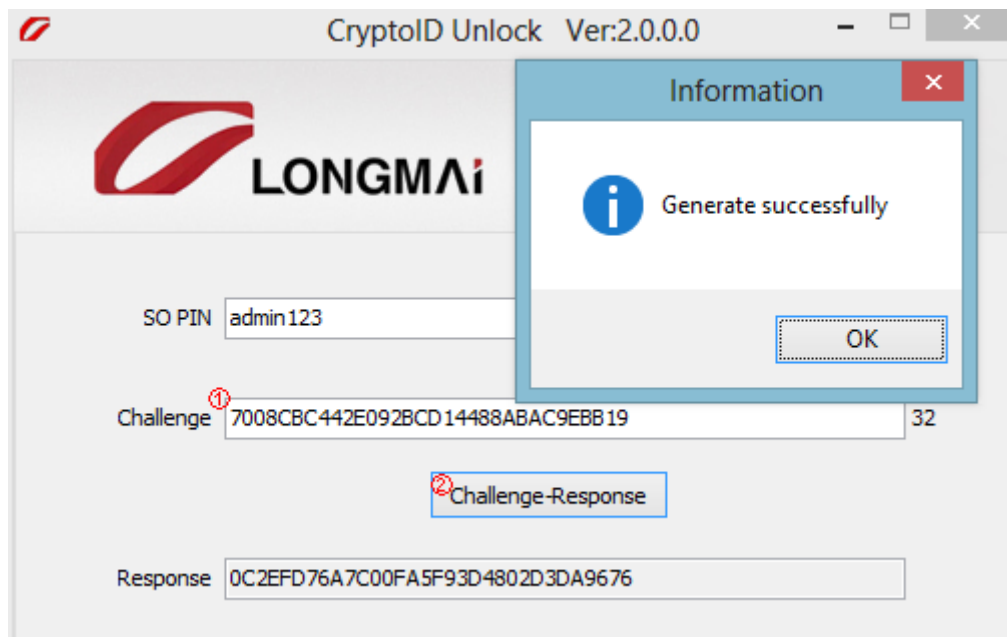 CryptoID Unlock Ver:2.0.0.0
Information
LONGMAi
Generate successfully
SO PIN admin123
OK
① Challenge 7008CBC442E092BCD14488ABAC9EBB19 32
② Challenge-Response
Response 0C2EFD76A7C00FA5F93D4802D3DA9676